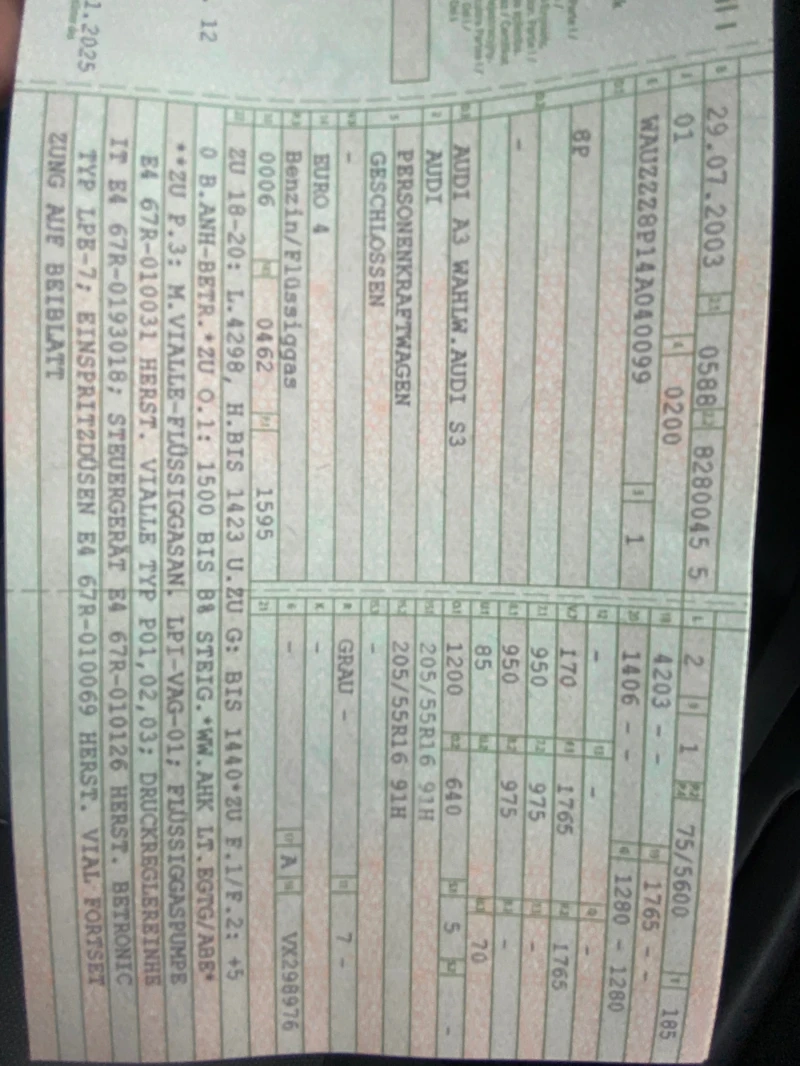 29.07.2003 0588 8280045 5
01 0200
WAUZZZ8P14A040099 1
8P
-
AUDI A3 WAHLW.AUDI S3
AUDI
PERSONENKRAFTWAGEN
GESCHLOSSEN
-
EURO 4
Benzin/Flüssiggas
0006 0462 1595
2 1 75/5600 185
4203 - - 1765 - -
1406 - - 1280 - 1280
- - -
170 1765 1765
950 975 -
950 975 -
85 70
1200 640 5 -
205/55R16 91H
205/55R16 91H
-
GRAU - 7 -
-
- A VX298976
ZU 18-20: L.4298, H.BIS 1423 U.ZU G: BIS 1440*ZU F.1/F.2: +5
0 B.ANH-BETR.*ZU O.1: 1500 BIS 8% STEIG.*WW.AHK LT.EGTG/ABE*
**ZU P.3: M.VIALLE-FLÜSSIGGASAN. LPI-VAG-01; FLÜSSIGGASPUMPE
E4 67R-010031 HERST. VIALLE TYP P01,02,03; DRUCKREGLEREINHE
IT E4 67R-0193018; STEUERGERÄT E4 67R-010126 HERST. BETRONIC
TYP LPE-7; EINSPRITZDÜSEN E4 67R-010069 HERST. VIAL FORTSET
ZUNG AUF BEIBLATT
12
1.2025